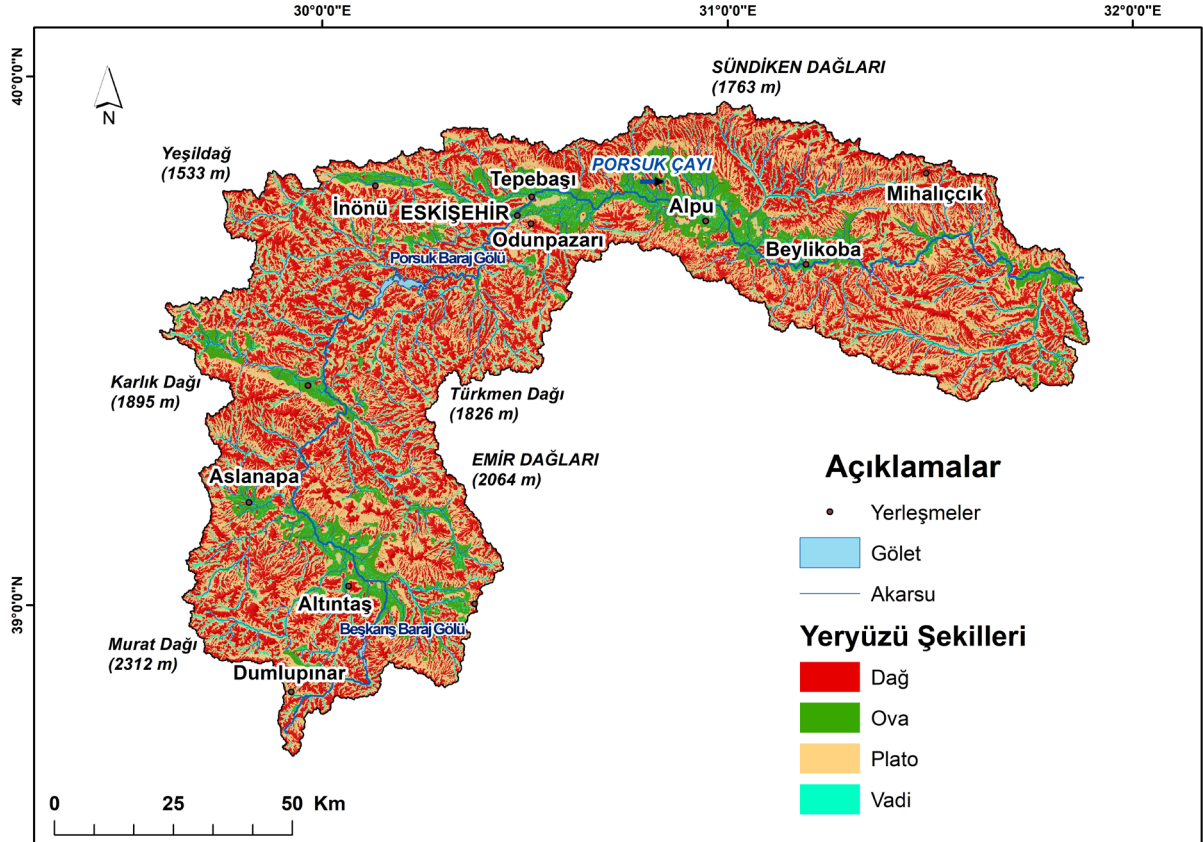 30°0'0"E
31°0'0"E
32°0'0"E
40°0'0"N
39°0'0"N
N
SÜNDİKEN DAĞLARI
(1763 m)
Yeşildağ
(1533 m)
PORSUK ÇAYI
Tepebaşı
Mihalıççık
İnönü
ESKİŞEHİR
Alpu
Odunpazarı
Beylikoba
Porsuk Baraj Gölü
Karlık Dağı
(1895 m)
Türkmen Dağı
(1826 m)
EMİR DAĞLARI
(2064 m)
Aslanapa
Altıntaş
Beşkarış Baraj Gölü
Murat Dağı
(2312 m)
Dumlupınar
Açıklamalar
Yerleşmeler
Gölet
Akarsu
Yeryüzü Şekilleri
Dağ
Ova
Plato
Vadi
0 25 50 Km